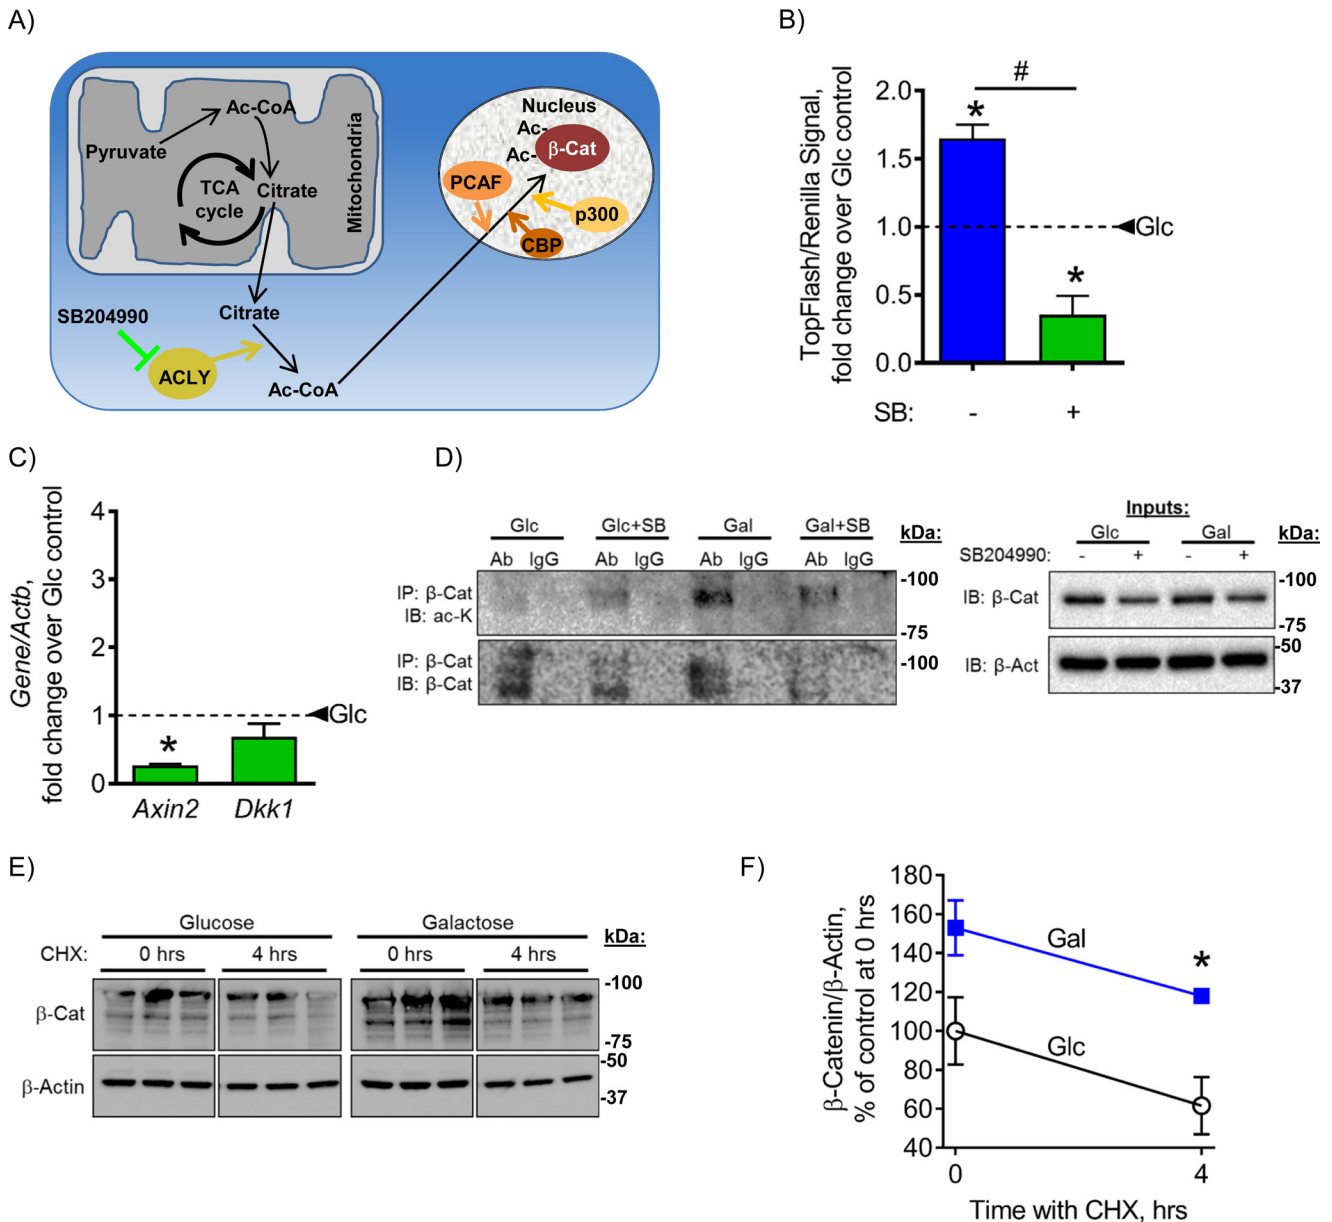 A)
Ac-CoA
Pyruvate
TCA
cycle
Citrate
Mitochondria
Nucleus
Ac-
Ac-
β-Cat
PCAF
p300
CBP
Citrate
SB204990
ACLY
Ac-CoA
B)
#
TopFlash/Renilla Signal,
fold change over Glc control
2.0
1.5
1.0
0.5
0.0
*
*
Glc
SB:
-
+
C)
Gene/Actb,
fold change over Glc control
4
3
2
1
0
*
Glc
Axin2
Dkk1
D)
Glc Glc+SB Gal Gal+SB kDa:
Ab IgG Ab IgG Ab IgG Ab IgG
IP: β-Cat
IB: ac-K
-100
-75
IP: β-Cat
IB: β-Cat
-100
Inputs:
Glc Gal kDa:
SB204990: - + - +
IB: β-Cat
-100
-75
IB: β-Act
-50
-37
E)
Glucose Galactose kDa:
CHX: 0 hrs 4 hrs 0 hrs 4 hrs
β-Cat
-100
-75
β-Actin
-50
-37
F)
β-Catenin/β-Actin,
% of control at 0 hrs
180
160
140
120
100
80
60
40
Gal
Glc
*
0 4
Time with CHX, hrs